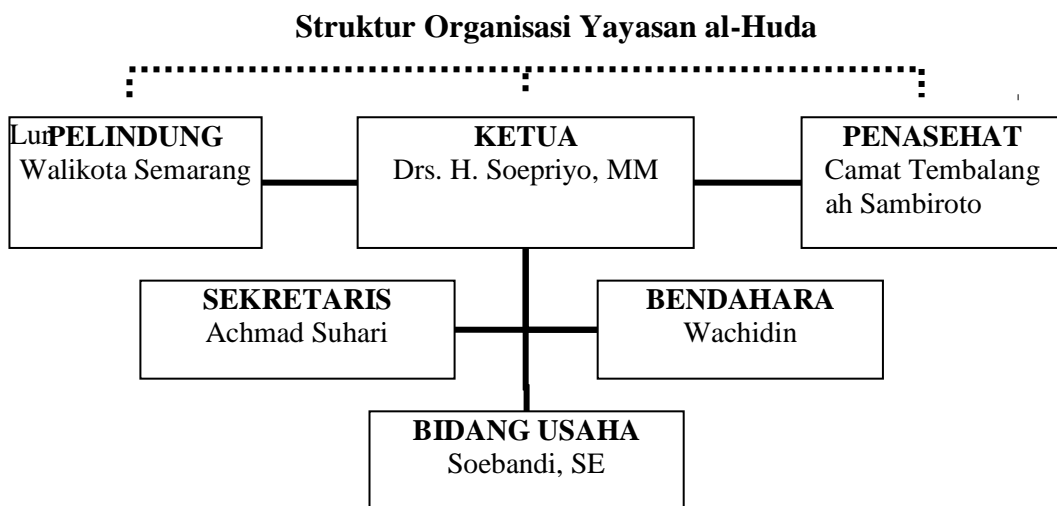 Struktur Organisasi Yayasan al-Huda
LurPELINDUNG
Walikota Semarang
KETUA
Drs. H. Soepriyo, MM
PENASEHAT
Camat Tembalang
ah Sambiroto
SEKRETARIS
Achmad Suhari
BENDAHARA
Wachidin
BIDANG USAHA
Soebandi, SE